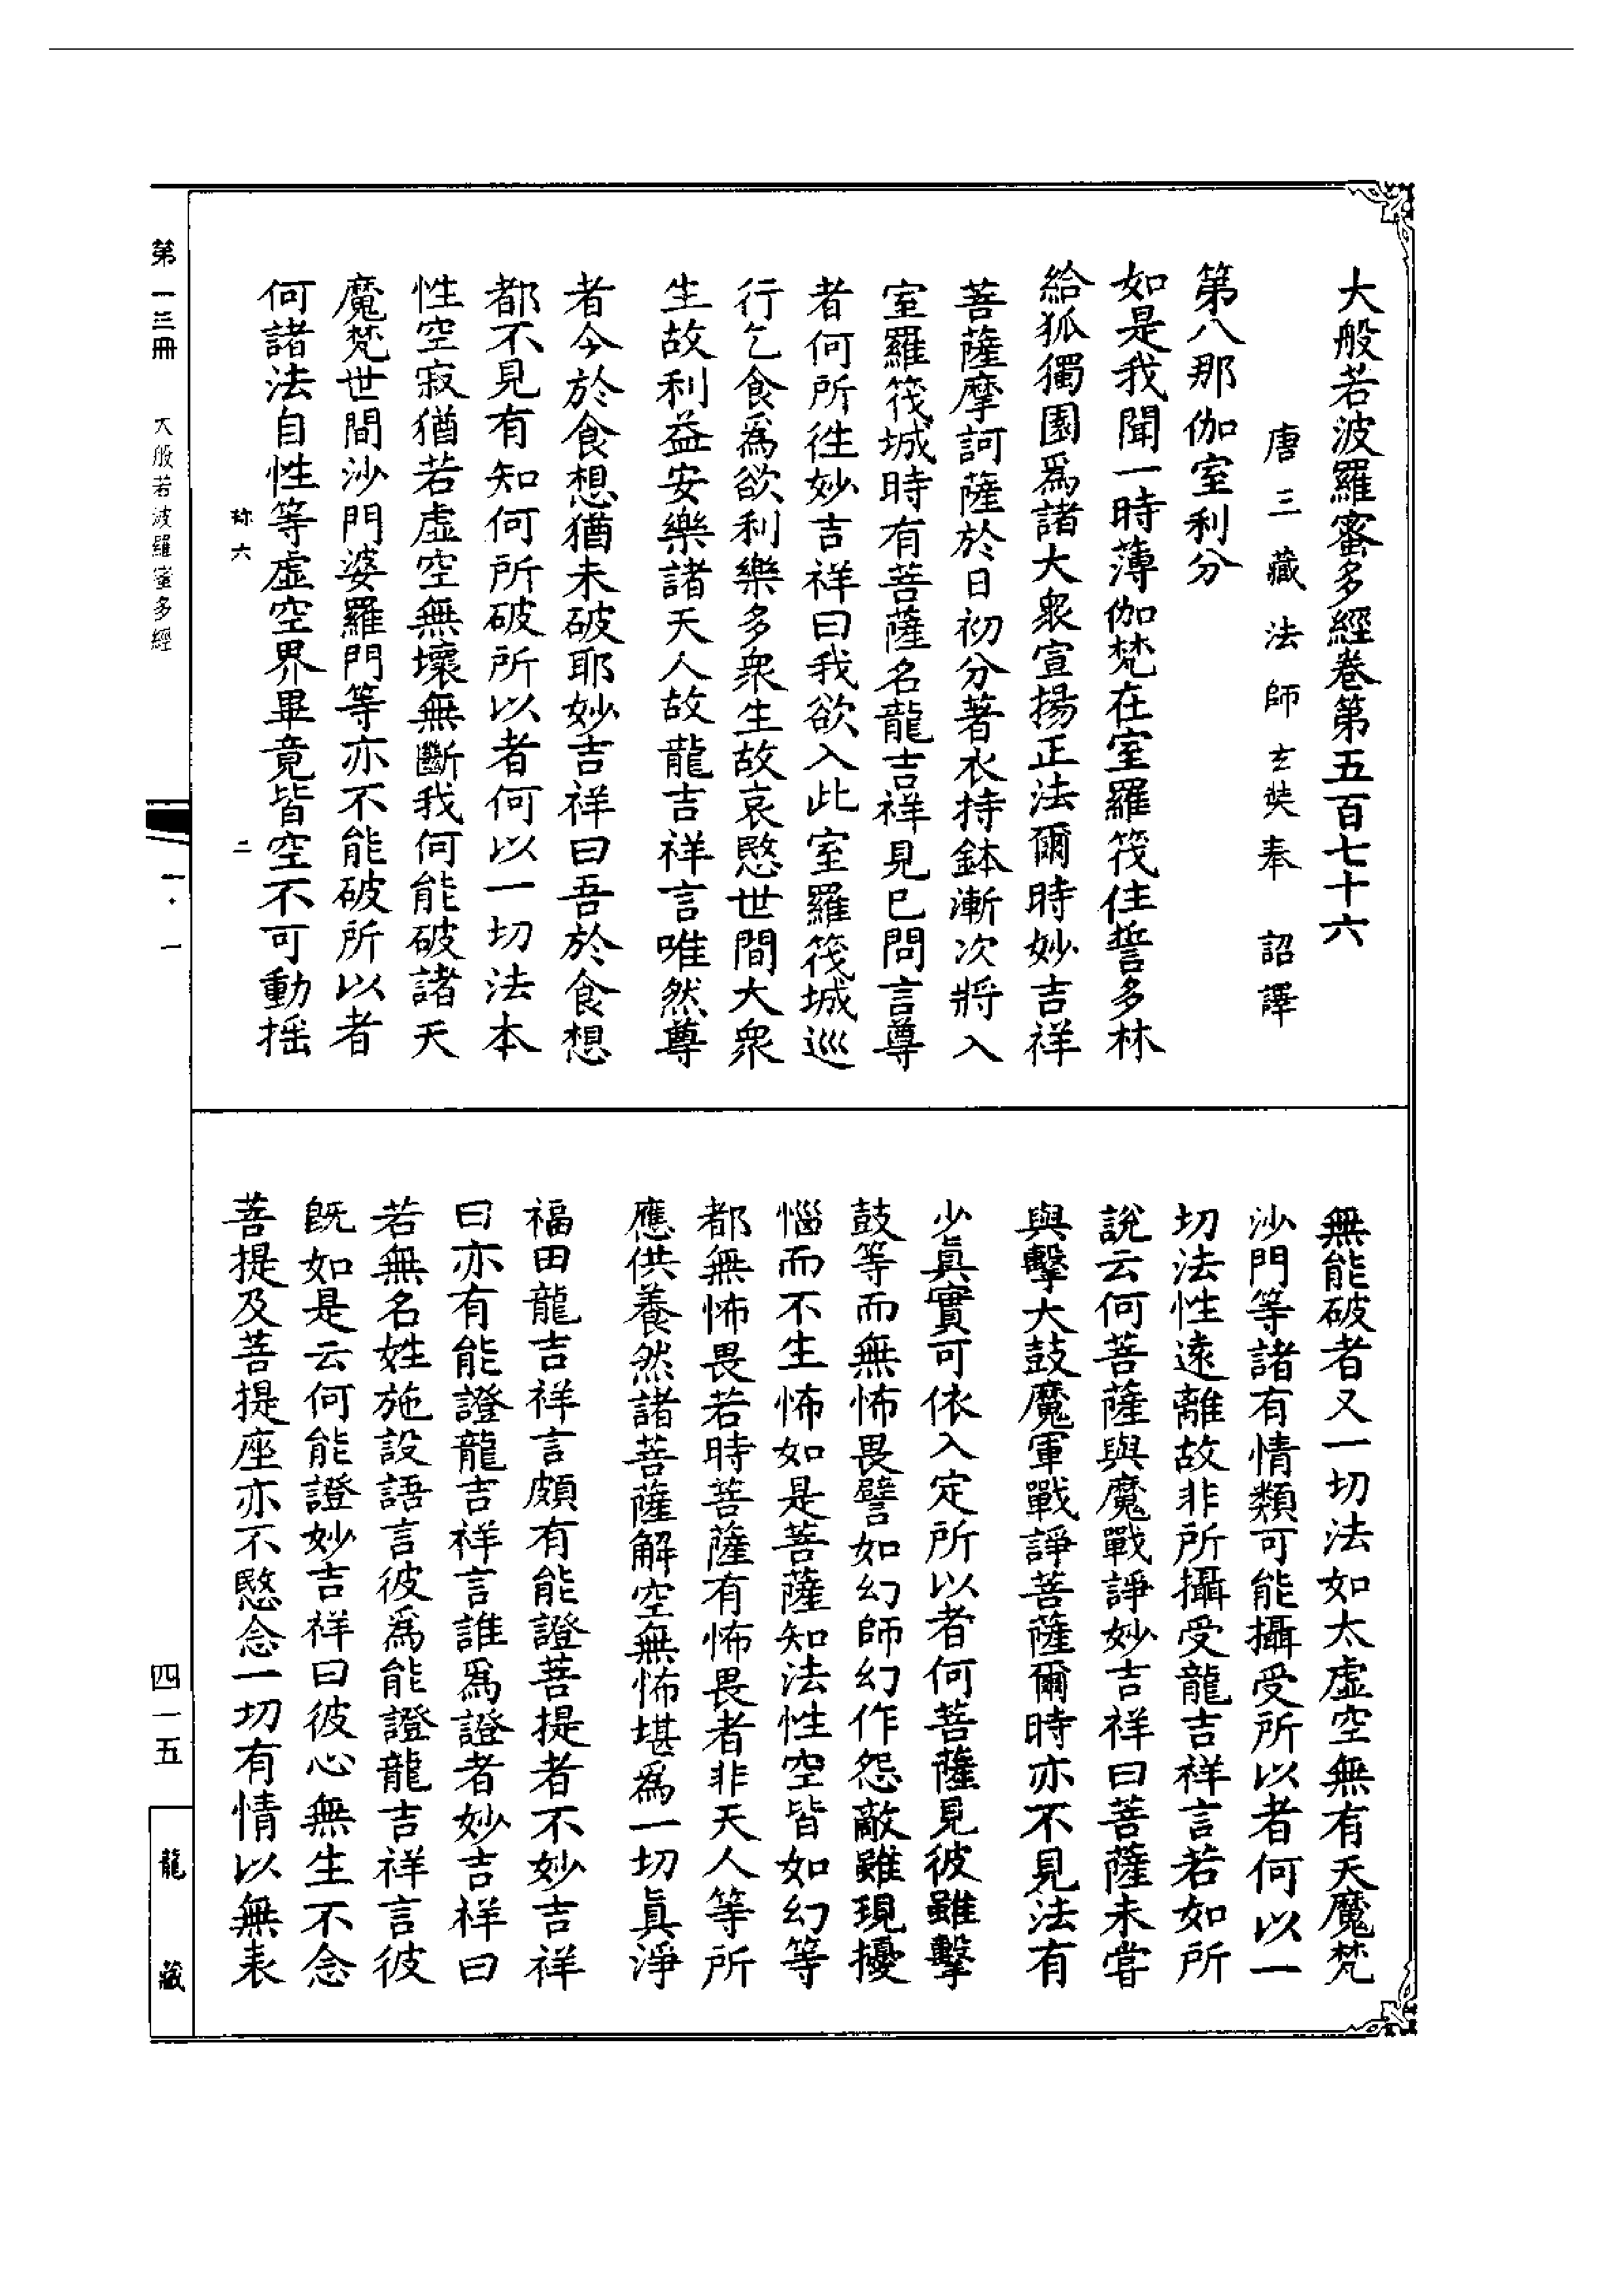 大般若波羅蜜多經卷第五百七十六
唐三藏法師玄奘奉　詔譯
第八那伽室利分
如是我聞一時薄伽梵在室羅筏住誓多林
給孤獨園爲諸大衆宣揚正法爾時妙吉祥
菩薩摩訶薩於日初分著衣持鉢漸次將入
室羅筏城時有菩薩名龍吉祥見已問言尊
者何所徃妙吉祥曰我欲入此室羅筏城巡
行乞食爲欲利樂多衆生故哀愍世間大衆
生故利益安樂諸天人故龍吉祥言唯然尊
者今於食想猶未破耶妙吉祥曰吾於食想
都不見有知何所破所以者何以一切法本
性空寂猶若虛空無壞無斷我何能破諸天
魔梵世間沙門婆羅門等亦不能破所以者
何諸法自性等虛空界畢竟皆空不可動搖
無能破者又一切法如太虛空無有天魔梵
沙門等諸有情類可能攝受所以者何以一
切法性遠離故非所攝受龍吉祥言若如所
說云何菩薩與魔戰諍妙吉祥曰菩薩未嘗
與擊大鼓魔軍戰諍菩薩爾時亦不見法有
少眞實可依入定所以者何菩薩見彼雖擊
鼓等而無怖畏譬如幻師幻作怨敵雖現擾
惱而不生怖如是菩薩知法性空皆如幻等
都無怖畏若時菩薩有怖畏者非天人等所
應供養然諸菩薩解空無怖堪爲一切眞淨
福田龍吉祥言頗有能證菩提者不妙吉祥
曰亦有能證龍吉祥言誰爲證者妙吉祥曰
若無名姓施設語言彼爲能證龍吉祥言彼
旣如是云何能證妙吉祥曰彼心無生不念
菩提及菩提座亦不愍念一切有情以無表
第一三冊　大般若波羅蜜多經
珎六
二
一·一
四一五
龍藏